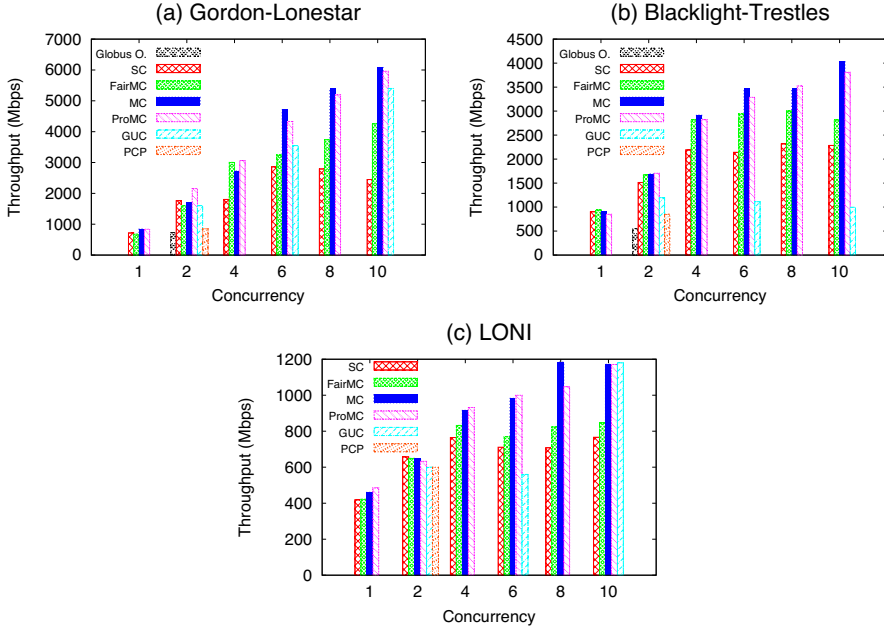 (a) Gordon-Lonestar
Throughput (Mbps)
7000
6000
5000
4000
3000
2000
1000
0
Globus O.
SC
FairMC
MC
ProMC
GUC
PCP
1 2 4 6 8 10
Concurrency
(b) Blacklight-Trestles
Throughput (Mbps)
4500
4000
3500
3000
2500
2000
1500
1000
500
0
Globus O.
SC
FairMC
MC
ProMC
GUC
PCP
1 2 4 6 8 10
Concurrency
(c) LONI
Throughput (Mbps)
1200
1000
800
600
400
200
0
SC
FairMC
MC
ProMC
GUC
PCP
1 2 4 6 8 10
Concurrency